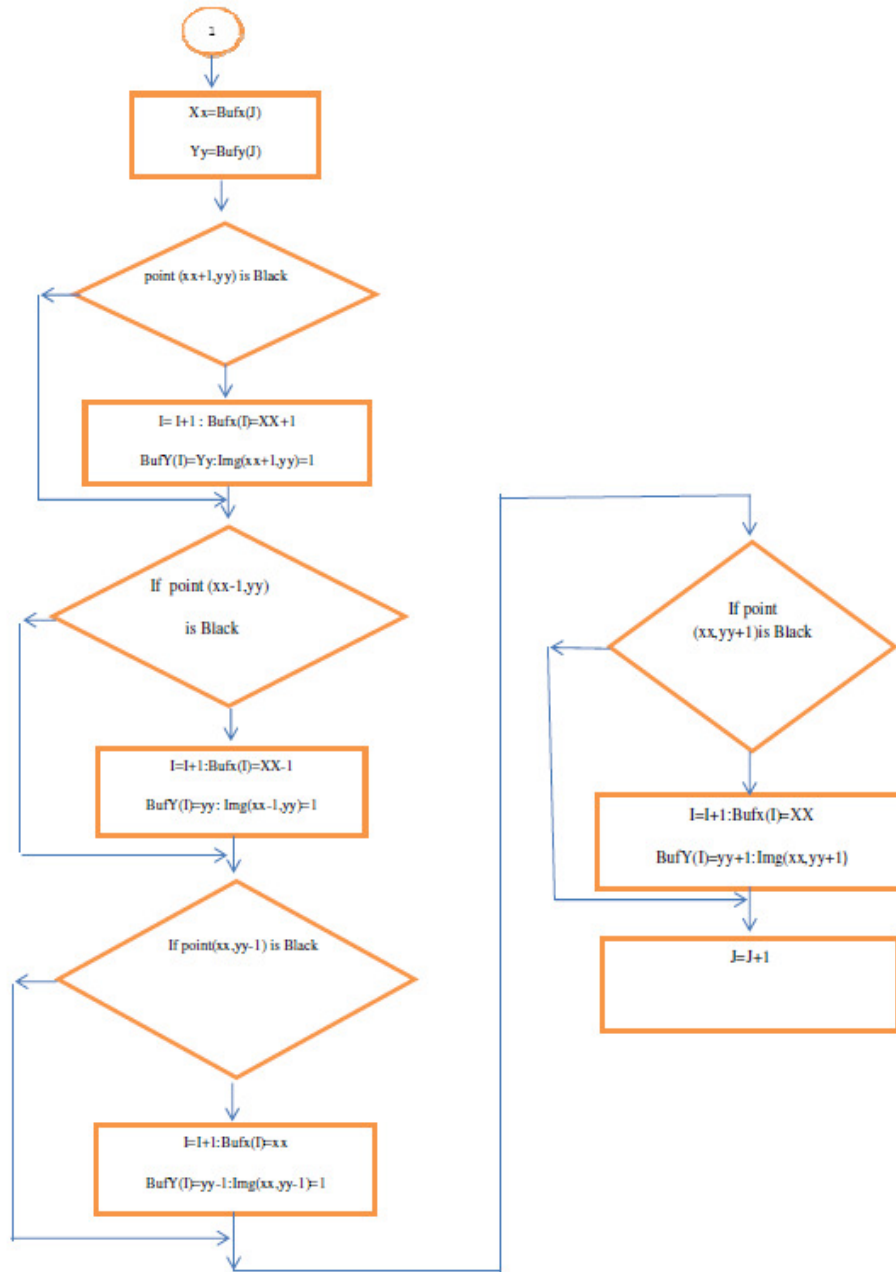 Xx=Bufx(J)
Yy=Bufy(J)
point (xx+1,yy) is Black
I= I+1 : Bufx(I)=XX+1
BufY(I)=Yy:Img(xx+1,yy)=1
If point (xx-1,yy)
is Black
I=I+1:Bufx(I)=XX-1
BufY(I)=yy: Img(xx-1,yy)=1
If point(xx,yy-1) is Black
I=I+1:Bufx(I)=xx
BufY(I)=yy-1:Img(xx,yy-1)=1
If point
(xx,yy+1)is Black
I=I+1:Bufx(I)=XX
BufY(I)=yy+1:Img(xx,yy+1}
J=J+1